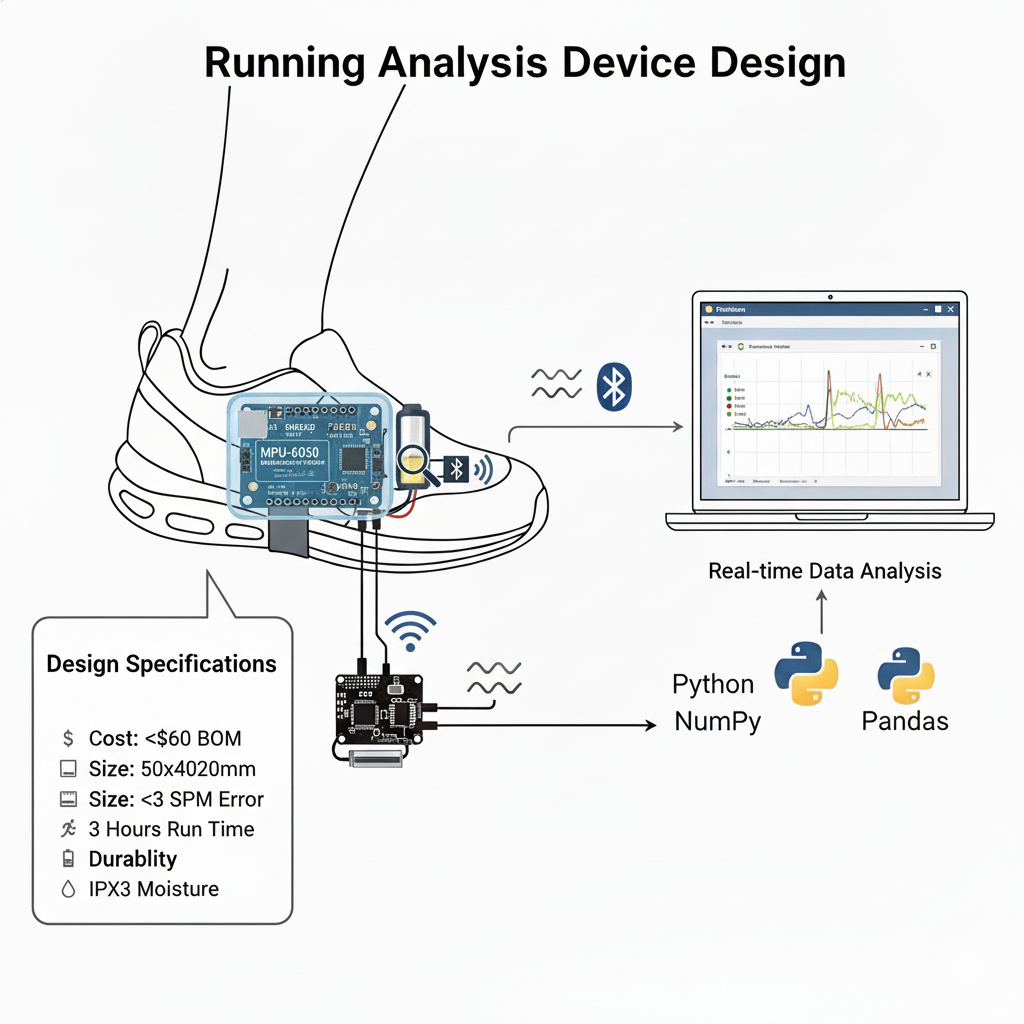 Running Analysis Device Design
MPU-6050
Real-time Data Analysis
Design Specifications
Cost: <$60 BOM
Size: 50x4020mm
Size: <3 SPM Error
3 Hours Run Time
Durablity
IPX3 Moisture
Python
NumPy
Pandas